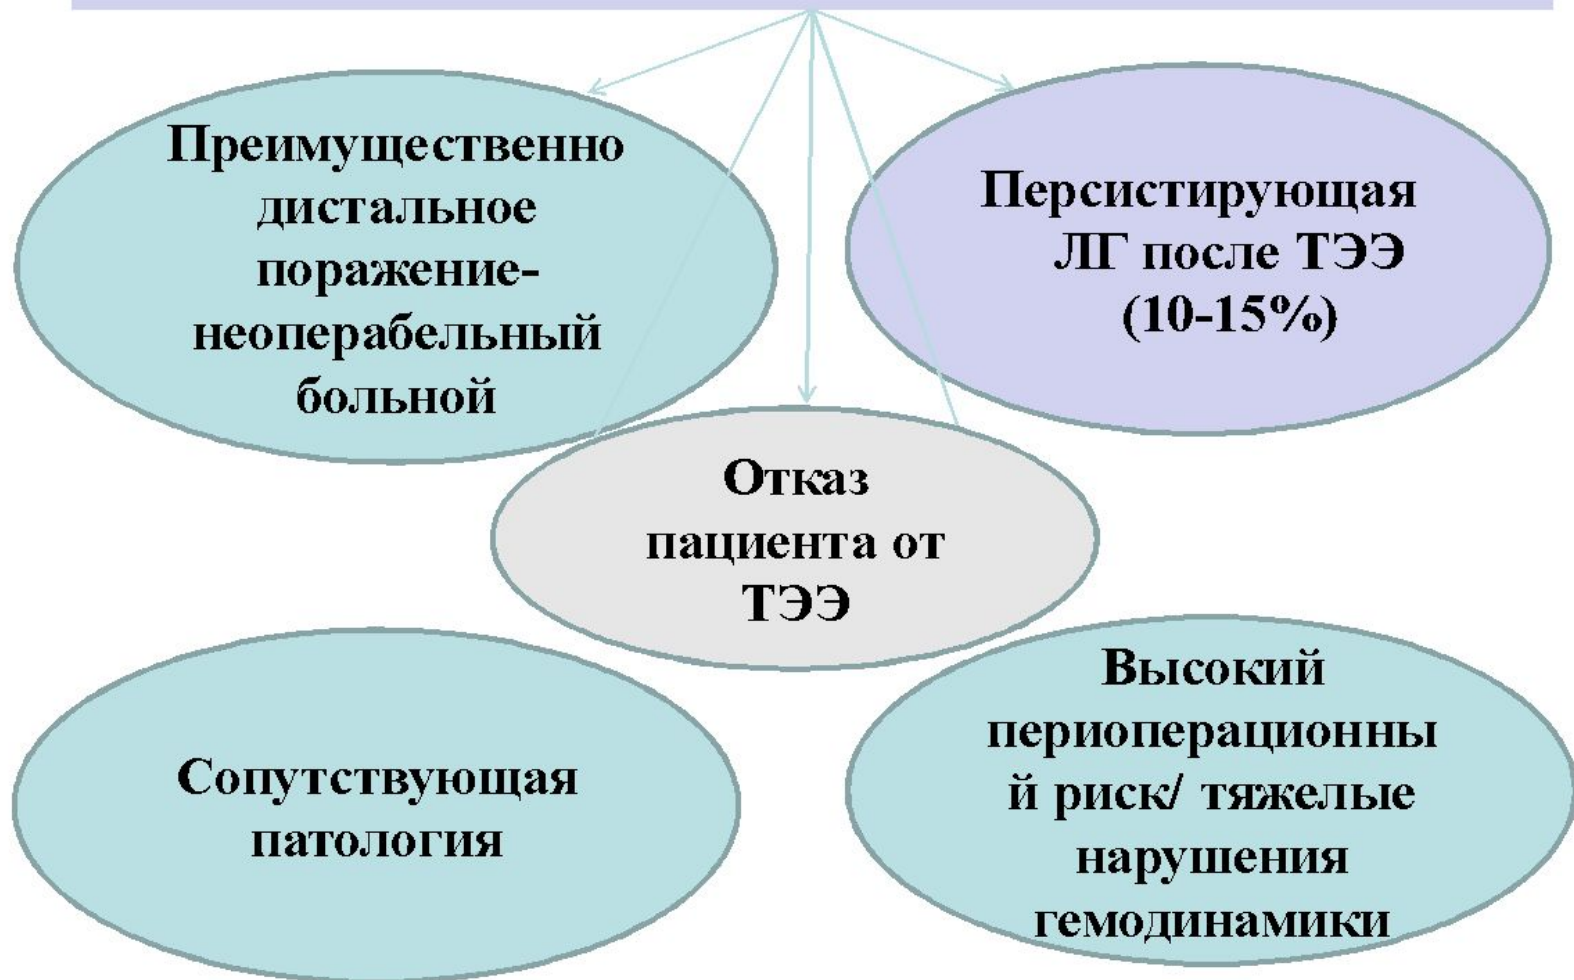 Преимущественно
дистальное
поражение-
неоперабельный
больной
Персистирующая
ЛГ после ТЭЭ
(10-15%)
Отказ
пациента от
ТЭЭ
Сопутствующая
патология
Высокий
периоперационны
й риск/ тяжелые
нарушения
гемодинамики